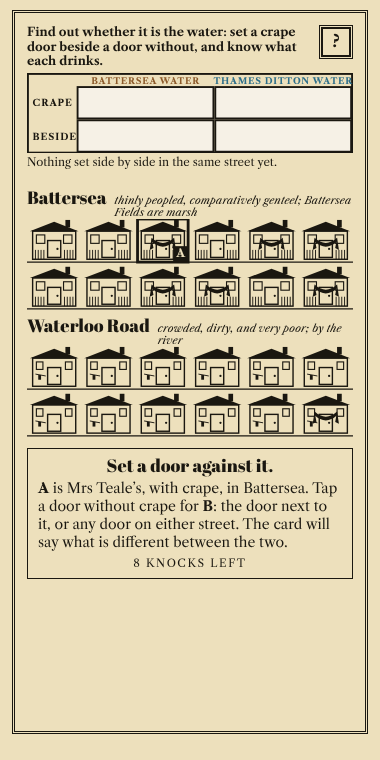 Find out whether it is the water: set a crape
door beside a door without, and know what
each drinks.
?
BATTERSEA WATER THAMES DITTON WATER
CRAPE
BESIDE
Nothing set side by side in the same street yet.
Battersea thinly peopled, comparatively genteel; Battersea
Fields are marsh
A
Waterloo Road crowded, dirty, and very poor; by the
river
Set a door against it.
A is Mrs Teale’s, with crape, in Battersea. Tap
a door without crape for B: the door next to
it, or any door on either street. The card will
say what is different between the two.
8 KNOCKS LEFT